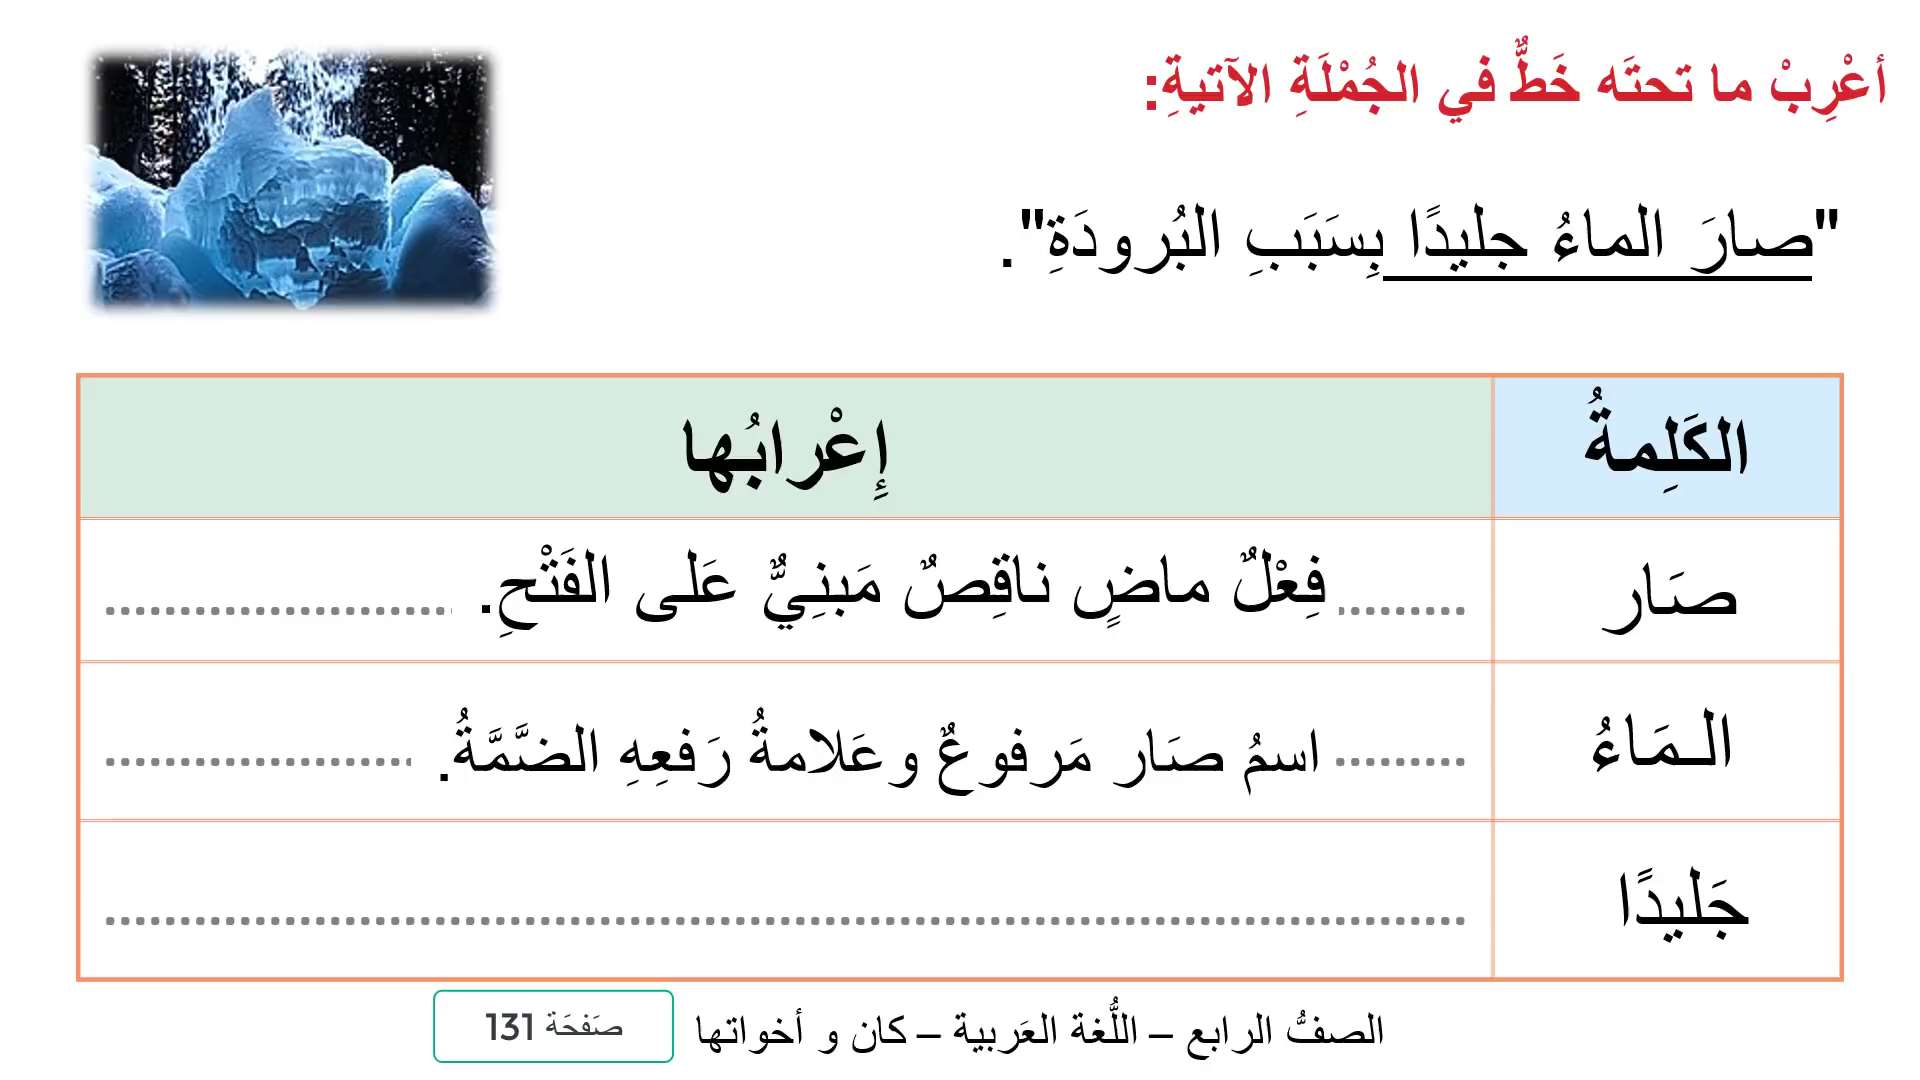 أعْرِبْ ما تحتَه خَطٌّ في الجُمْلَةِ الآتيةِ:
"صارَ الماءُ جليدًا بِسَبَبِ البُرودَةِ".
الكَلِمةُ إِعْرابُها
صَار ......... فِعْلٌ ماضٍ ناقِصٌ مَبنِيٌّ عَلى الفَتْحِ. .......................
الـمَاءُ ......... اسمُ صَار مَرفوعٌ وعَلامةُ رَفعِهِ الضَّمَّةُ. .....................
جَليدًا ...........................................................................................
الصفُّ الرابع – اللُّغة العَربية – كان و أخواتها صَفحَة 131